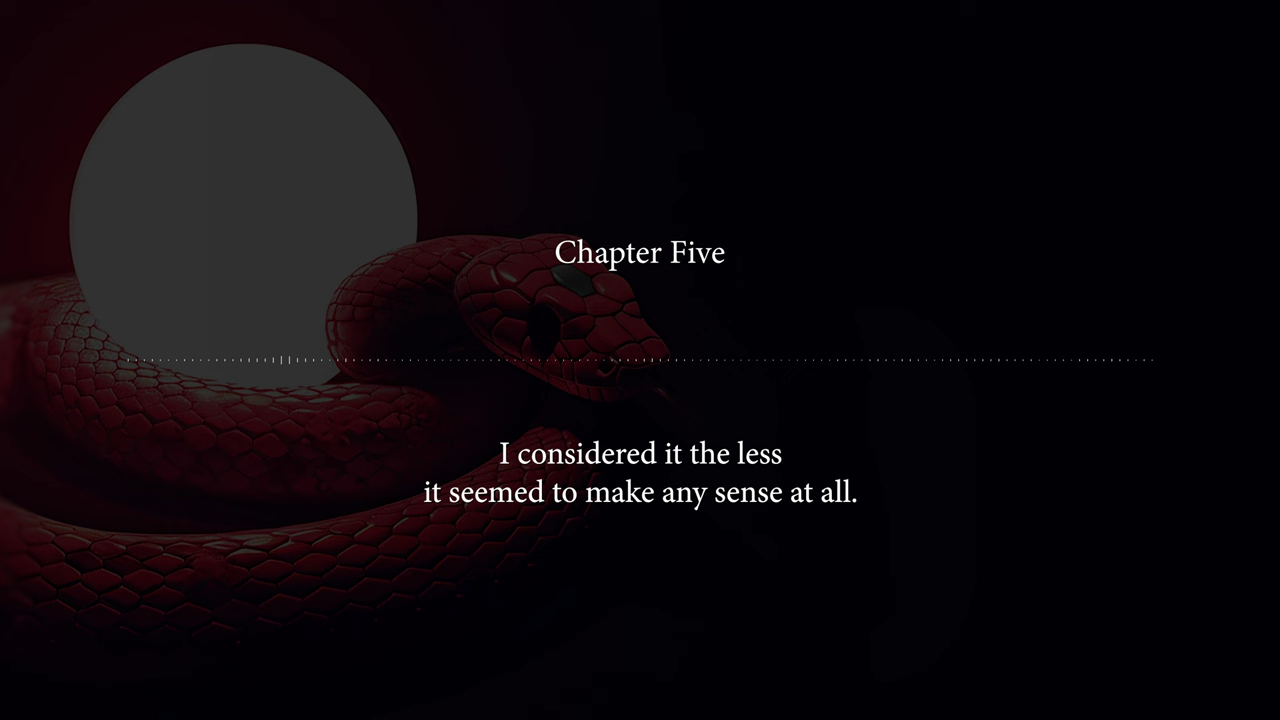 Chapter Five
I considered it the less
it seemed to make any sense at all.